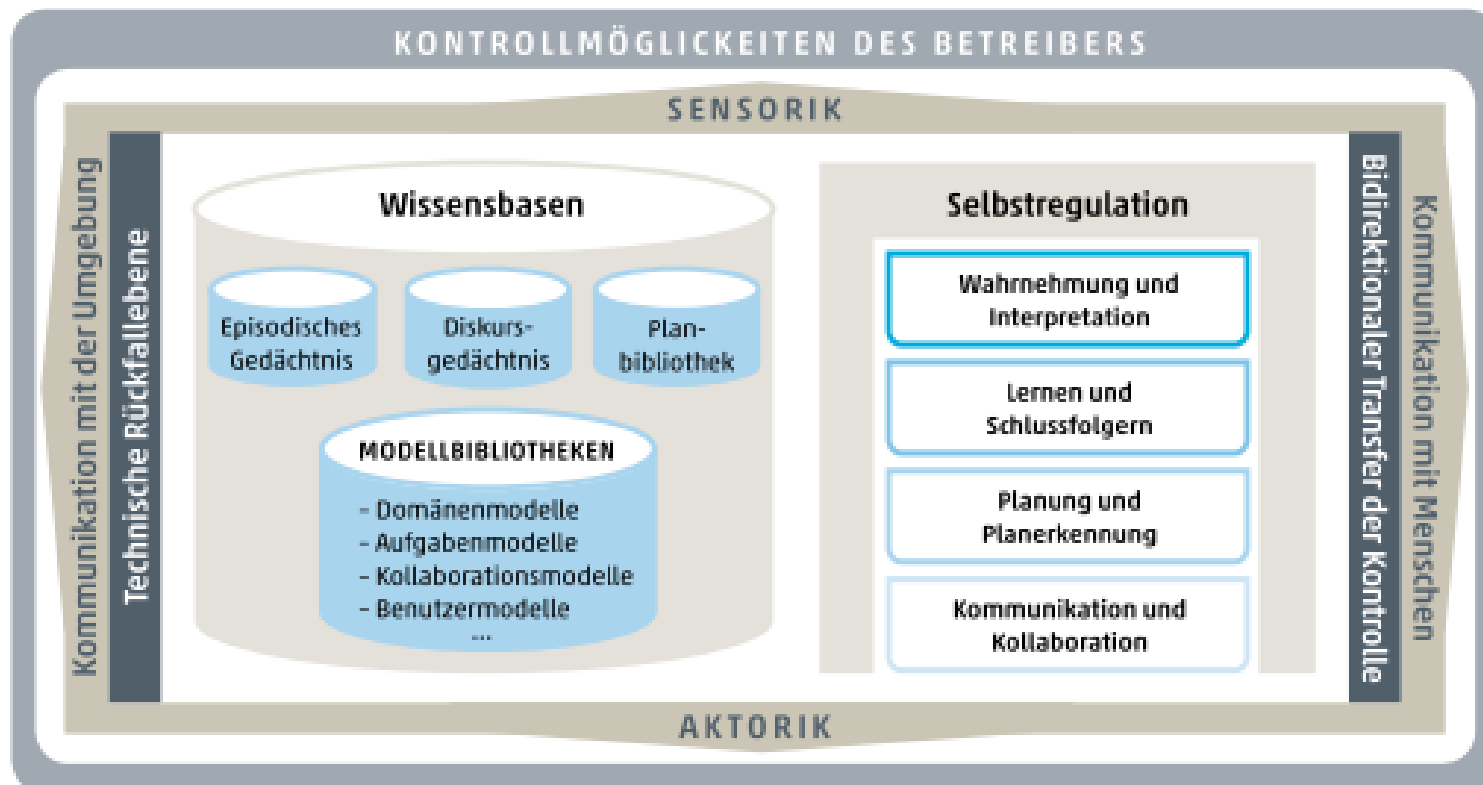 KONTROLLMÖGLICKEITEN DES BETREIBERS
SENSORIK
Kommunikation mit der Umgebung
Technische Rückfallebene
Wissensbasen
Episodisches
Gedächtnis
Diskurs-
gedächtnis
Plan-
bibliothek
MODELLBIBLIOTHEKEN
- Domänenmodelle
- Aufgabenmodelle
- Kollaborationsmodelle
- Benutzermodelle
...
Selbstregulation
Wahrnehmung und
Interpretation
Lernen und
Schlussfolgern
Planung und
Planerkennung
Kommunikation und
Kollaboration
Bidirektionaler Transfer der Kontrolle
Kommunikation mit Menschen
AKTORIK